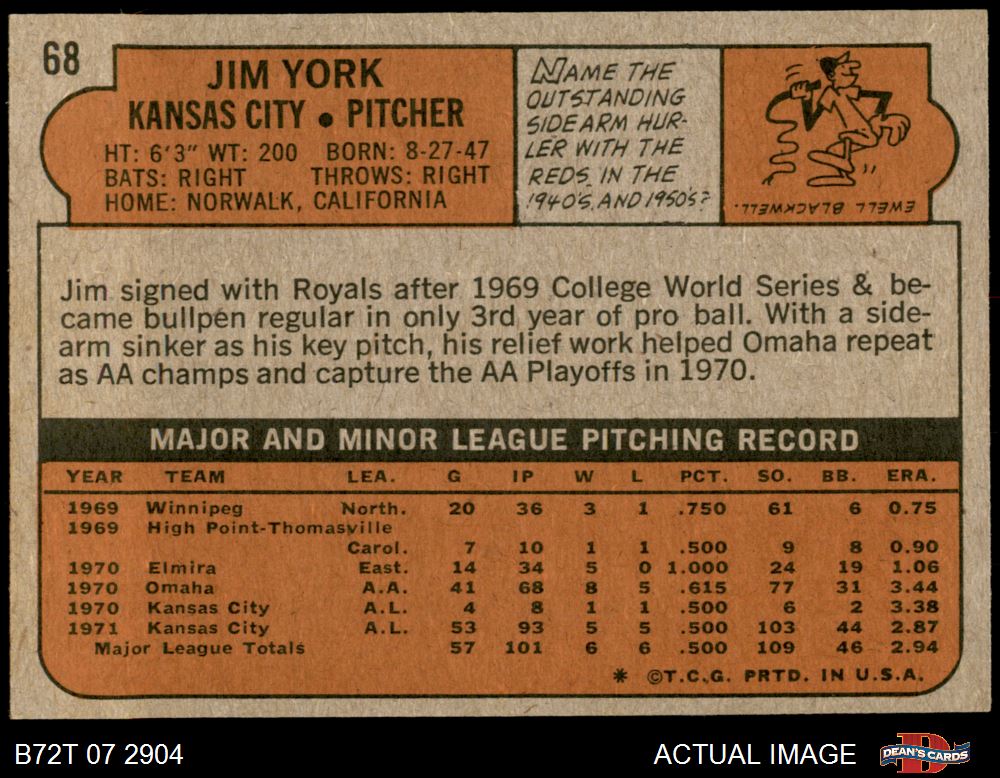 68
JIM YORK
KANSAS CITY • PITCHER
HT: 6'3" WT: 200 BORN: 8-27-47
BATS: RIGHT THROWS: RIGHT
HOME: NORWALK, CALIFORNIA
NAME THE
OUTSTANDING
SIDEARM HUR-
LER WITH THE
REDS IN THE
1940'S, AND 1950'S?
EWELL BLACKWELL.
Jim signed with Royals after 1969 College World Series & be-
came bullpen regular in only 3rd year of pro ball. With a side-
arm sinker as his key pitch, his relief work helped Omaha repeat
as AA champs and capture the AA Playoffs in 1970.
MAJOR AND MINOR LEAGUE PITCHING RECORD
YEAR TEAM LEA. G IP W L PCT. SO. BB. ERA.
1969 Winnipeg North. 20 36 3 1 .750 61 6 0.75
1969 High Point-Thomasville
Carol. 7 10 1 1 .500 9 8 0.90
1970 Elmira East. 14 34 5 0 1.000 24 19 1.06
1970 Omaha A.A. 41 68 8 5 .615 77 31 3.44
1970 Kansas City A.L. 4 8 1 1 .500 6 2 3.38
1971 Kansas City A.L. 53 93 5 5 .500 103 44 2.87
Major League Totals 57 101 6 6 .500 109 46 2.94
* ©T.C.G. PRTD. IN U.S.A.
B72T 07 2904
ACTUAL IMAGE
DEAN'S CARDS